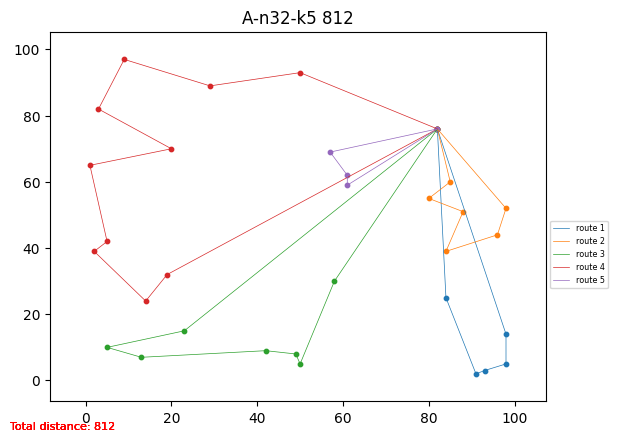 A-n32-k5 812
100
80
60
40
20
0
0 20 40 60 80 100
route 1
route 2
route 3
route 4
route 5
Total distance: 812